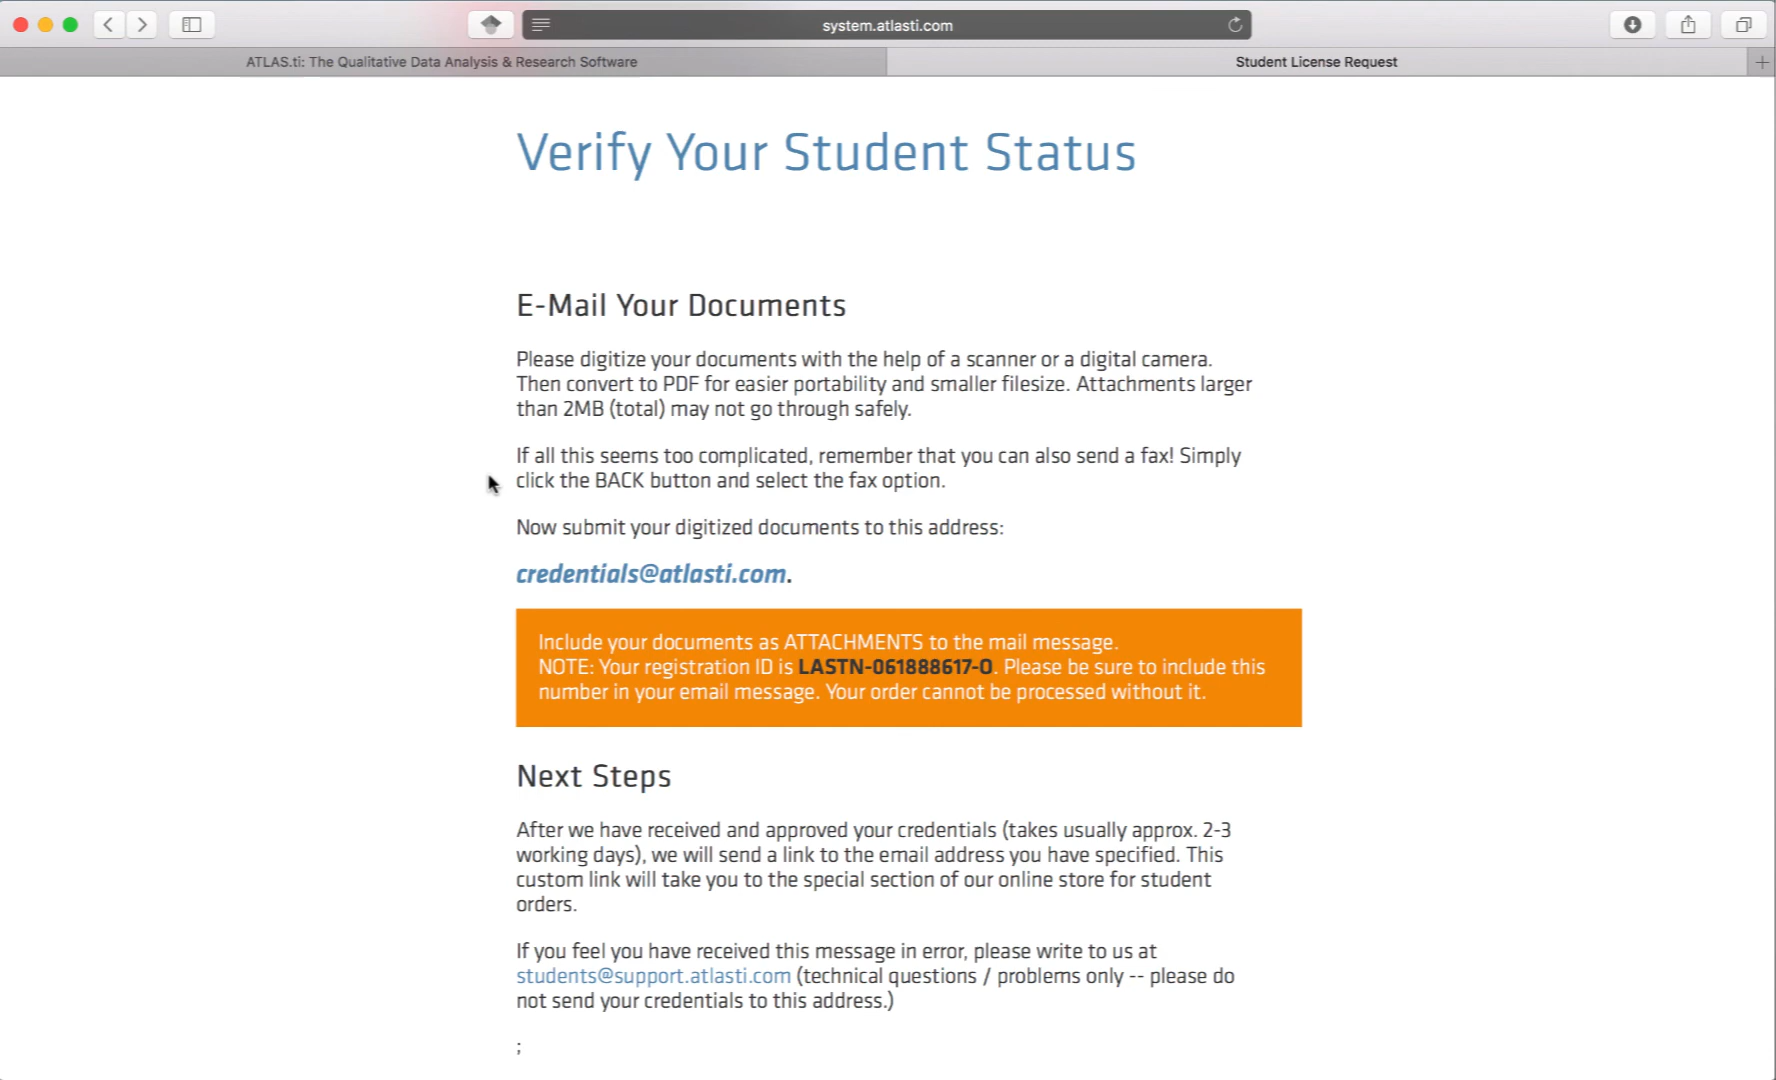 system.atlasti.com
ATLAS.ti: The Qualitative Data Analysis & Research Software
Student License Request
Verify Your Student Status
E-Mail Your Documents
Please digitize your documents with the help of a scanner or a digital camera.
Then convert to PDF for easier portability and smaller filesize. Attachments larger
than 2MB (total) may not go through safely.
If all this seems too complicated, remember that you can also send a fax! Simply
click the BACK button and select the fax option.
Now submit your digitized documents to this address:
credentials@atlasti.com.
Include your documents as ATTACHMENTS to the mail message.
NOTE: Your registration ID is LASTN-061888617-O. Please be sure to include this
number in your email message. Your order cannot be processed without it.
Next Steps
After we have received and approved your credentials (takes usually approx. 2-3
working days), we will send a link to the email address you have specified. This
custom link will take you to the special section of our online store for student
orders.
If you feel you have received this message in error, please write to us at
students@support.atlasti.com (technical questions / problems only -- please do
not send your credentials to this address.)
;